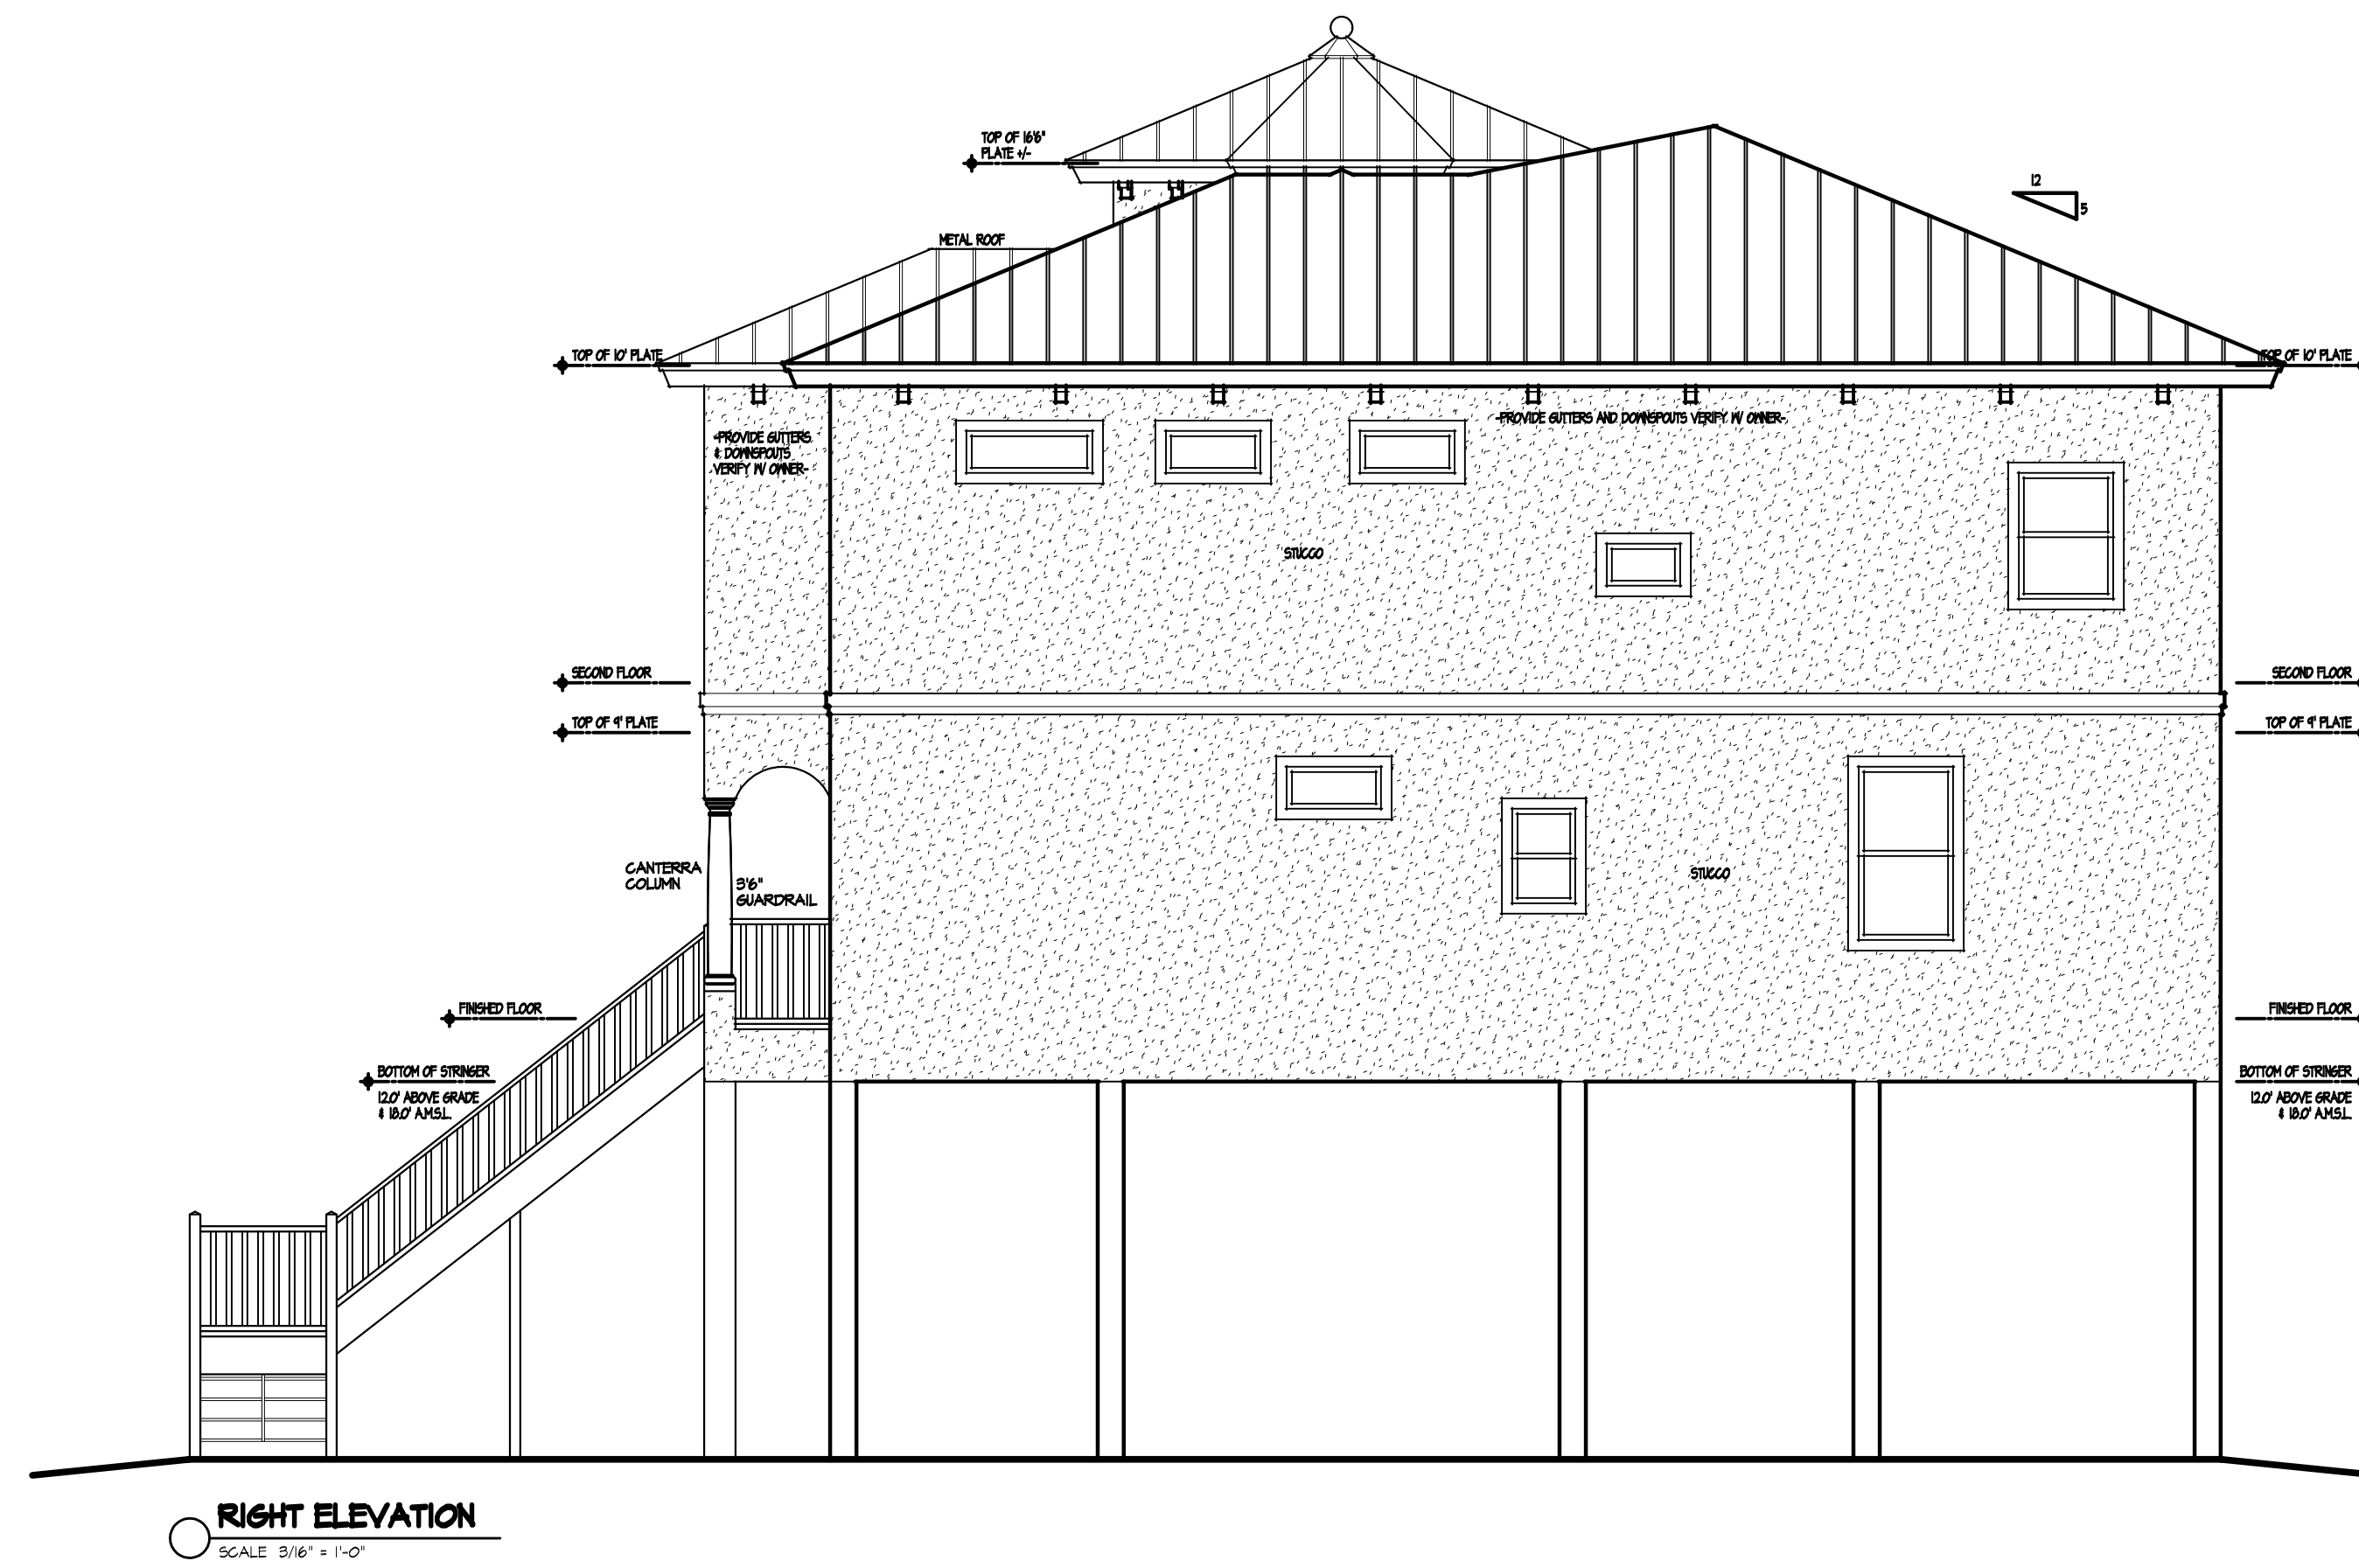 TOP OF 16'6"
PLATE +/-
12
5
METAL ROOF
TOP OF 10' PLATE
TOP OF 10' PLATE
-PROVIDE GUTTERS AND DOWNSPOUTS VERIFY W/ OWNER-
-PROVIDE GUTTERS
& DOWNSPOUTS
VERIFY W/ OWNER-
STUCCO
SECOND FLOOR
SECOND FLOOR
TOP OF 9' PLATE
TOP OF 9' PLATE
CANTERRA
COLUMN
3'6"
GUARDRAIL
STUCCO
FINISHED FLOOR
FINISHED FLOOR
BOTTOM OF STRINGER
12.0' ABOVE GRADE
& 18.0' A.M.S.L.
BOTTOM OF STRINGER
12.0' ABOVE GRADE
& 18.0' A.M.S.L.
RIGHT ELEVATION
SCALE 3/16" = 1'-0"